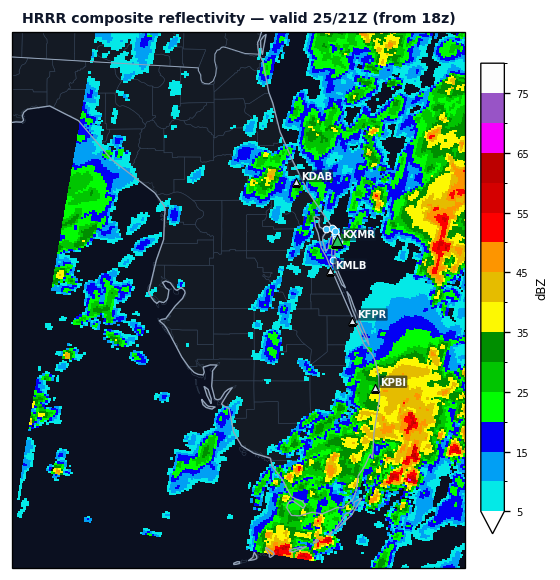 HRRR composite reflectivity — valid 25/21Z (from 18z)
KDAB
KXMR
KMLB
KFPR
KPBI
75
65
55
45
35
25
15
5
dBZ